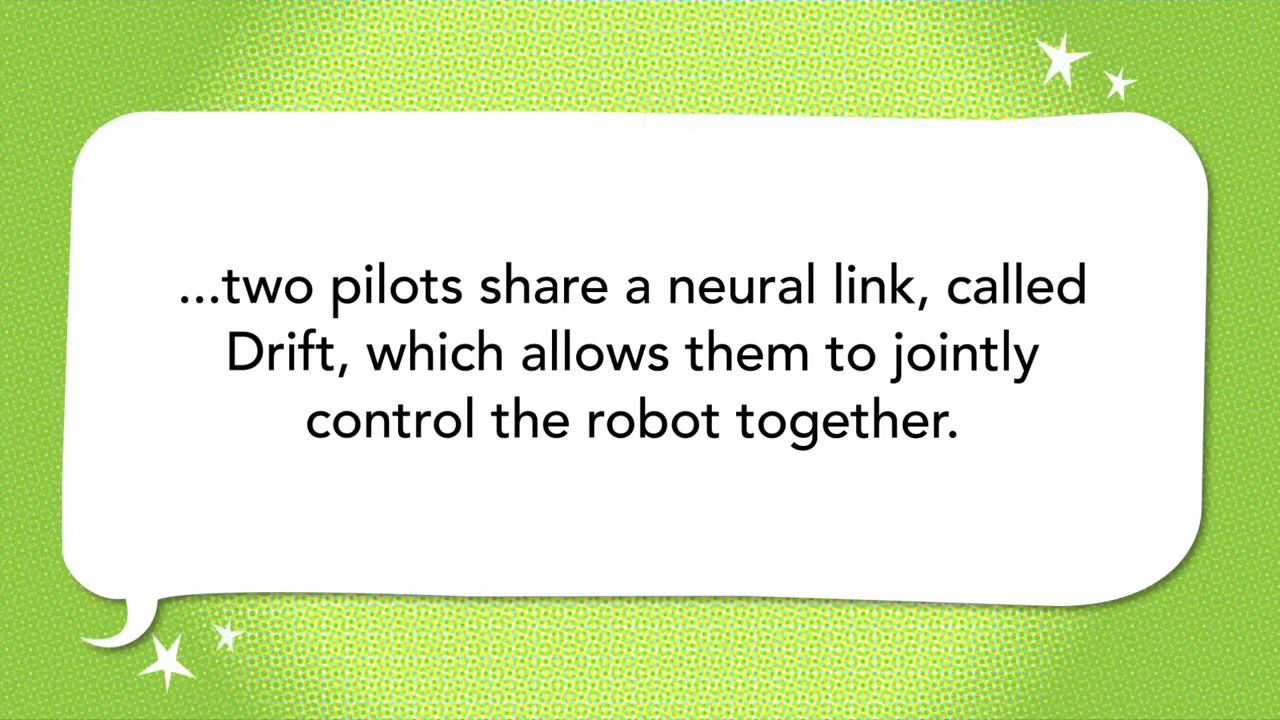 ...two pilots share a neural link, called
Drift, which allows them to jointly
control the robot together.